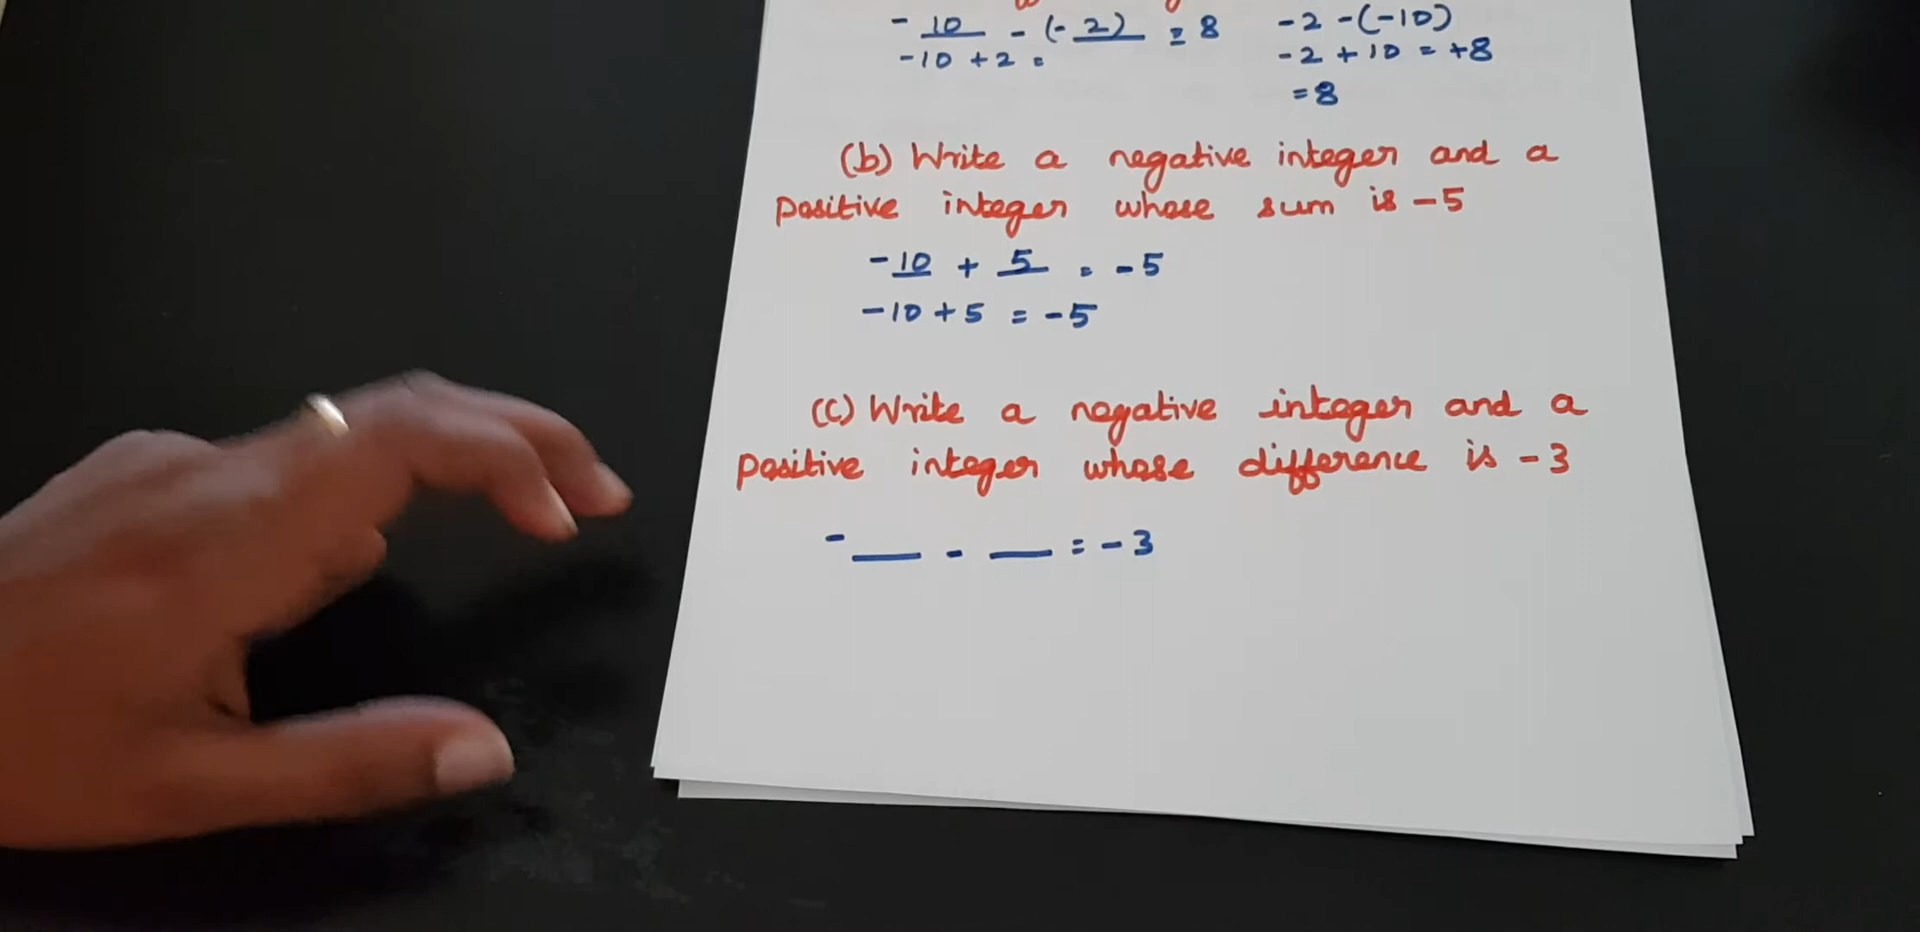 -10 - (-2) = 8
-10 + 2 =
-2 - (-10)
-2 + 10 = +8
= 8
(b) Write a negative integer and a
positive integer whose sum is -5
-10 + 5 = -5
-10 + 5 = -5
(c) Write a negative integer and a
positive integer whose difference is -3
-__ - __ = -3